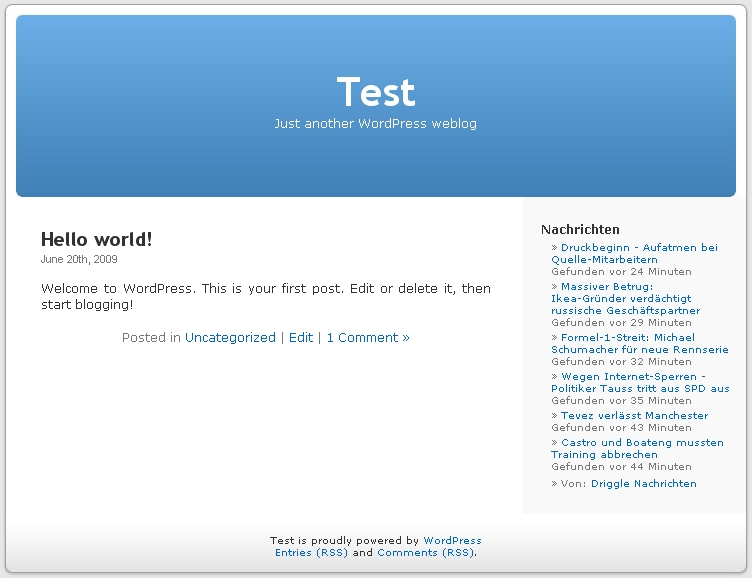 Test
Just another WordPress weblog
Hello world!
June 20th, 2009
Welcome to WordPress. This is your first post. Edit or delete it, then
start blogging!
Posted in Uncategorized | Edit | 1 Comment »
Nachrichten
» Druckbeginn - Aufatmen bei
Quelle-Mitarbeitern
Gefunden vor 24 Minuten
» Massiver Betrug:
Ikea-Gründer verdächtigt
russische Geschäftspartner
Gefunden vor 29 Minuten
» Formel-1-Streit: Michael
Schumacher für neue Rennserie
Gefunden vor 32 Minuten
» Wegen Internet-Sperren -
Politiker Tauss tritt aus SPD aus
Gefunden vor 35 Minuten
» Tevez verlässt Manchester
Gefunden vor 43 Minuten
» Castro und Boateng mussten
Training abbrechen
Gefunden vor 44 Minuten
» Von: Driggle Nachrichten
Test is proudly powered by WordPress
Entries (RSS) and Comments (RSS).